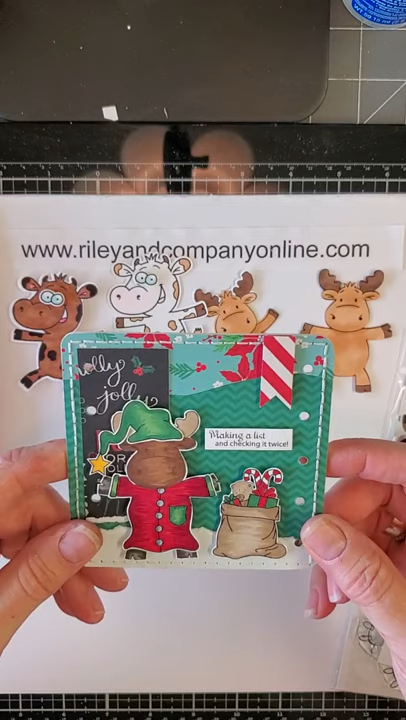 www.rileyandcompanyonline.com
holly
jolly
Making a list
and checking it twice!